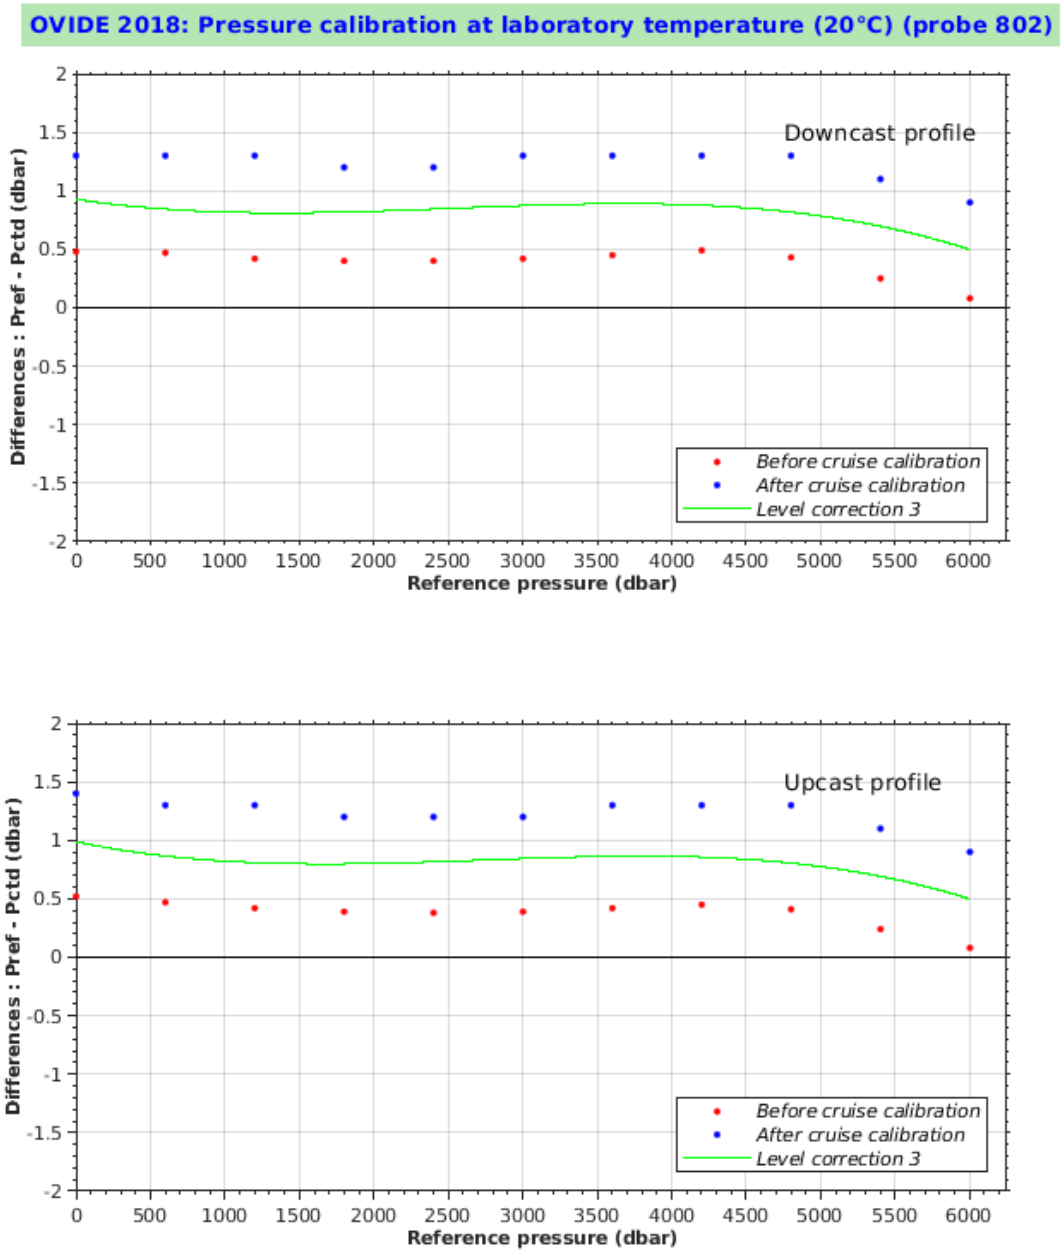 OVIDE 2018: Pressure calibration at laboratory temperature (20°C) (probe 802)
2
1.5
1
0.5
0
-0.5
-1
-1.5
-2
Differences : Pref - Pctd (dbar)
Downcast profile
Before cruise calibration
After cruise calibration
Level correction 3
0 500 1000 1500 2000 2500 3000 3500 4000 4500 5000 5500 6000
Reference pressure (dbar)
2
1.5
1
0.5
0
-0.5
-1
-1.5
-2
Differences : Pref - Pctd (dbar)
Upcast profile
Before cruise calibration
After cruise calibration
Level correction 3
0 500 1000 1500 2000 2500 3000 3500 4000 4500 5000 5500 6000
Reference pressure (dbar)